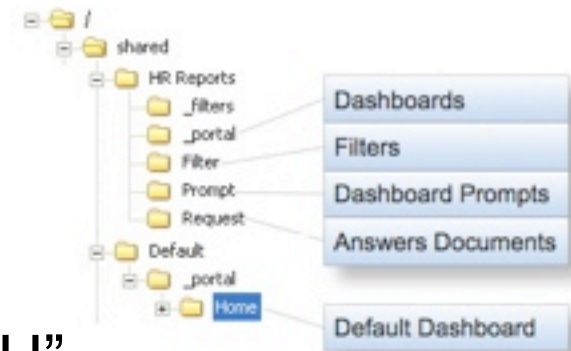 /
shared
HR Reports
_filters
_portal
Filter
Prompt
Request
Default
_portal
Home
Dashboards
Filters
Dashboard Prompts
Answers Documents
Default Dashboard